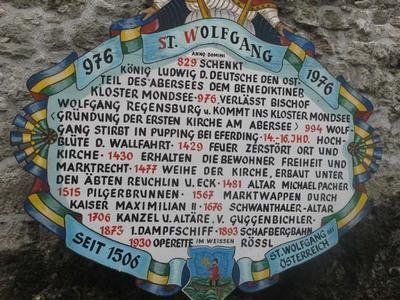 ST. WOLFGANG
976
1976
ANNO DOMINI
829 SCHENKT
KÖNIG LUDWIG D. DEUTSCHE DEN OST-
TEIL DES ABERSEES DEM BENEDIKTINER
KLOSTER MONDSEE-976 VERLÄSST BISCHOF
WOLFGANG REGENSBURG u. KOMMT INS KLOSTER MONDSEE
(GRÜNDUNG DER ERSTEN KIRCHE AM ABERSEE) 994 WOLF-
GANG STIRBT IN PUPPING BEI EFERDING.14.-16.JHD. HOCH-
BLÜTE D. WALLFAHRT. 1429 FEUER ZERSTÖRT ORT UND
KIRCHE. 1430 ERHALTEN DIE BEWOHNER FREIHEIT UND
MARKTRECHT. 1477 WEIHE DER KIRCHE, ERBAUT UNTER
DEN ÄBTEN REUCHLIN U. ECK. 1481 ALTAR MICHAEL PACHER
1515 PILGERBRUNNEN. 1567 MARKTWAPPEN DURCH
KAISER MAXIMILIAN II. 1676 SCHWANTHALER-ALTAR
1706 KANZEL U. ALTÄRE. V. GUGGENBICHLER-
1873 1.DAMPFSCHIFF. 1893 SCHAFBERGBAHN
1930 OPERETTE IM WEISSEN RÖSSL
SEIT 1506
ST. WOLFGANG
ÖSTERREICH